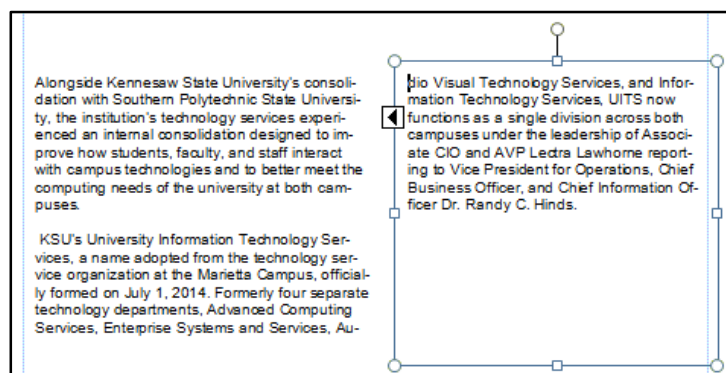 Alongside Kennesaw State University's consoli-
dation with Southern Polytechnic State Universi-
ty, the institution's technology services experi-
enced an internal consolidation designed to im-
prove how students, faculty, and staff interact
with campus technologies and to better meet the
computing needs of the university at both cam-
puses.
KSU's University Information Technology Ser-
vices, a name adopted from the technology ser-
vice organization at the Marietta Campus, official-
ly formed on July 1, 2014. Formerly four separate
technology departments, Advanced Computing
Services, Enterprise Systems and Services, Au-
dio Visual Technology Services, and Infor-
mation Technology Services, UITS now
functions as a single division across both
campuses under the leadership of Associ-
ate CIO and AVP Lectra Lawhorne report-
ing to Vice President for Operations, Chief
Business Officer, and Chief Information Of-
ficer Dr. Randy C. Hinds.